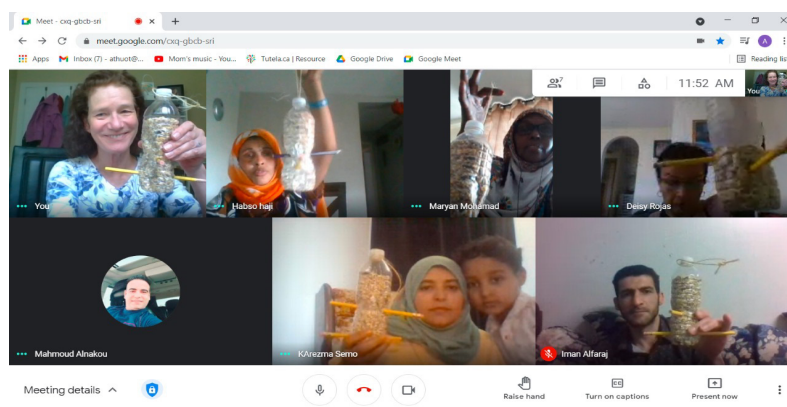 Meet - cxq-gbcb-sri
meet.google.com/cxq-gbcb-sri
Apps Inbox (7) - athuot@... Mom's music - You... Tutela.ca | Resource Google Drive Google Meet Reading list
7 11:52 AM You
You Habso haji Maryan Mohamad Deisy Rojas
Mahmoud Alnakou KArezma Semo Iman Alfaraj
Meeting details Raise hand CC Turn on captions Present now